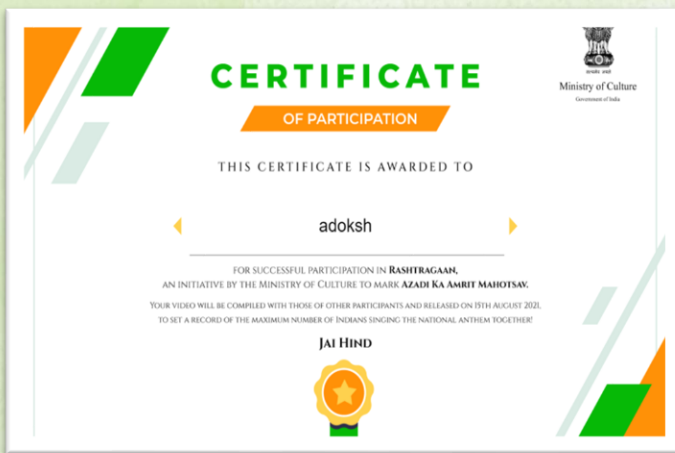 CERTIFICATE
OF PARTICIPATION
सत्यमेव जयते
Ministry of Culture
Government of India
THIS CERTIFICATE IS AWARDED TO
adoksh
FOR SUCCESSFUL PARTICIPATION IN RASHTRAGAAN,
AN INITIATIVE BY THE MINISTRY OF CULTURE TO MARK AZADI KA AMRIT MAHOTSAV.
YOUR VIDEO WILL BE COMPILED WITH THOSE OF OTHER PARTICIPANTS AND RELEASED ON 15TH AUGUST 2021,
TO SET A RECORD OF THE MAXIMUM NUMBER OF INDIANS SINGING THE NATIONAL ANTHEM TOGETHER!
JAI HIND